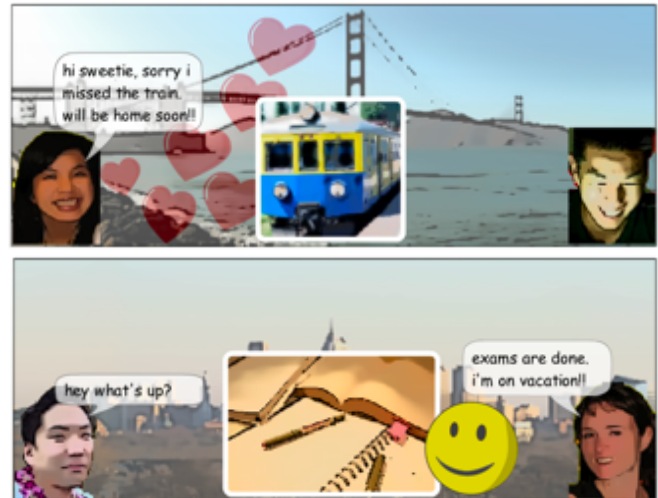 hi sweetie, sorry i
missed the train.
will be home soon!!
hey what's up?
exams are done.
i'm on vacation!!